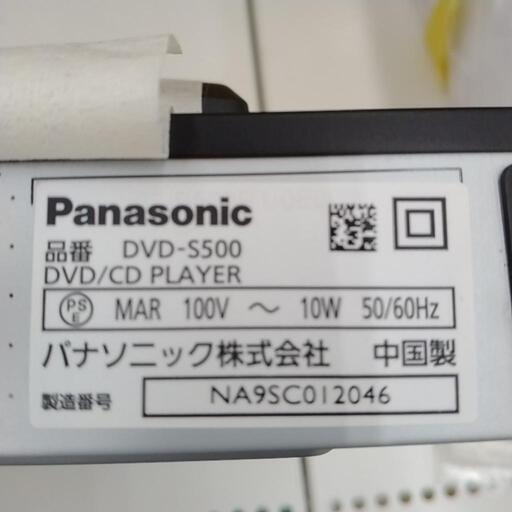 Panasonic
品番 DVD-S500
DVD/CD PLAYER
PSE MAR 100V ～ 10W 50/60Hz
パナソニック株式会社 中国製
製造番号 NA9SC012046